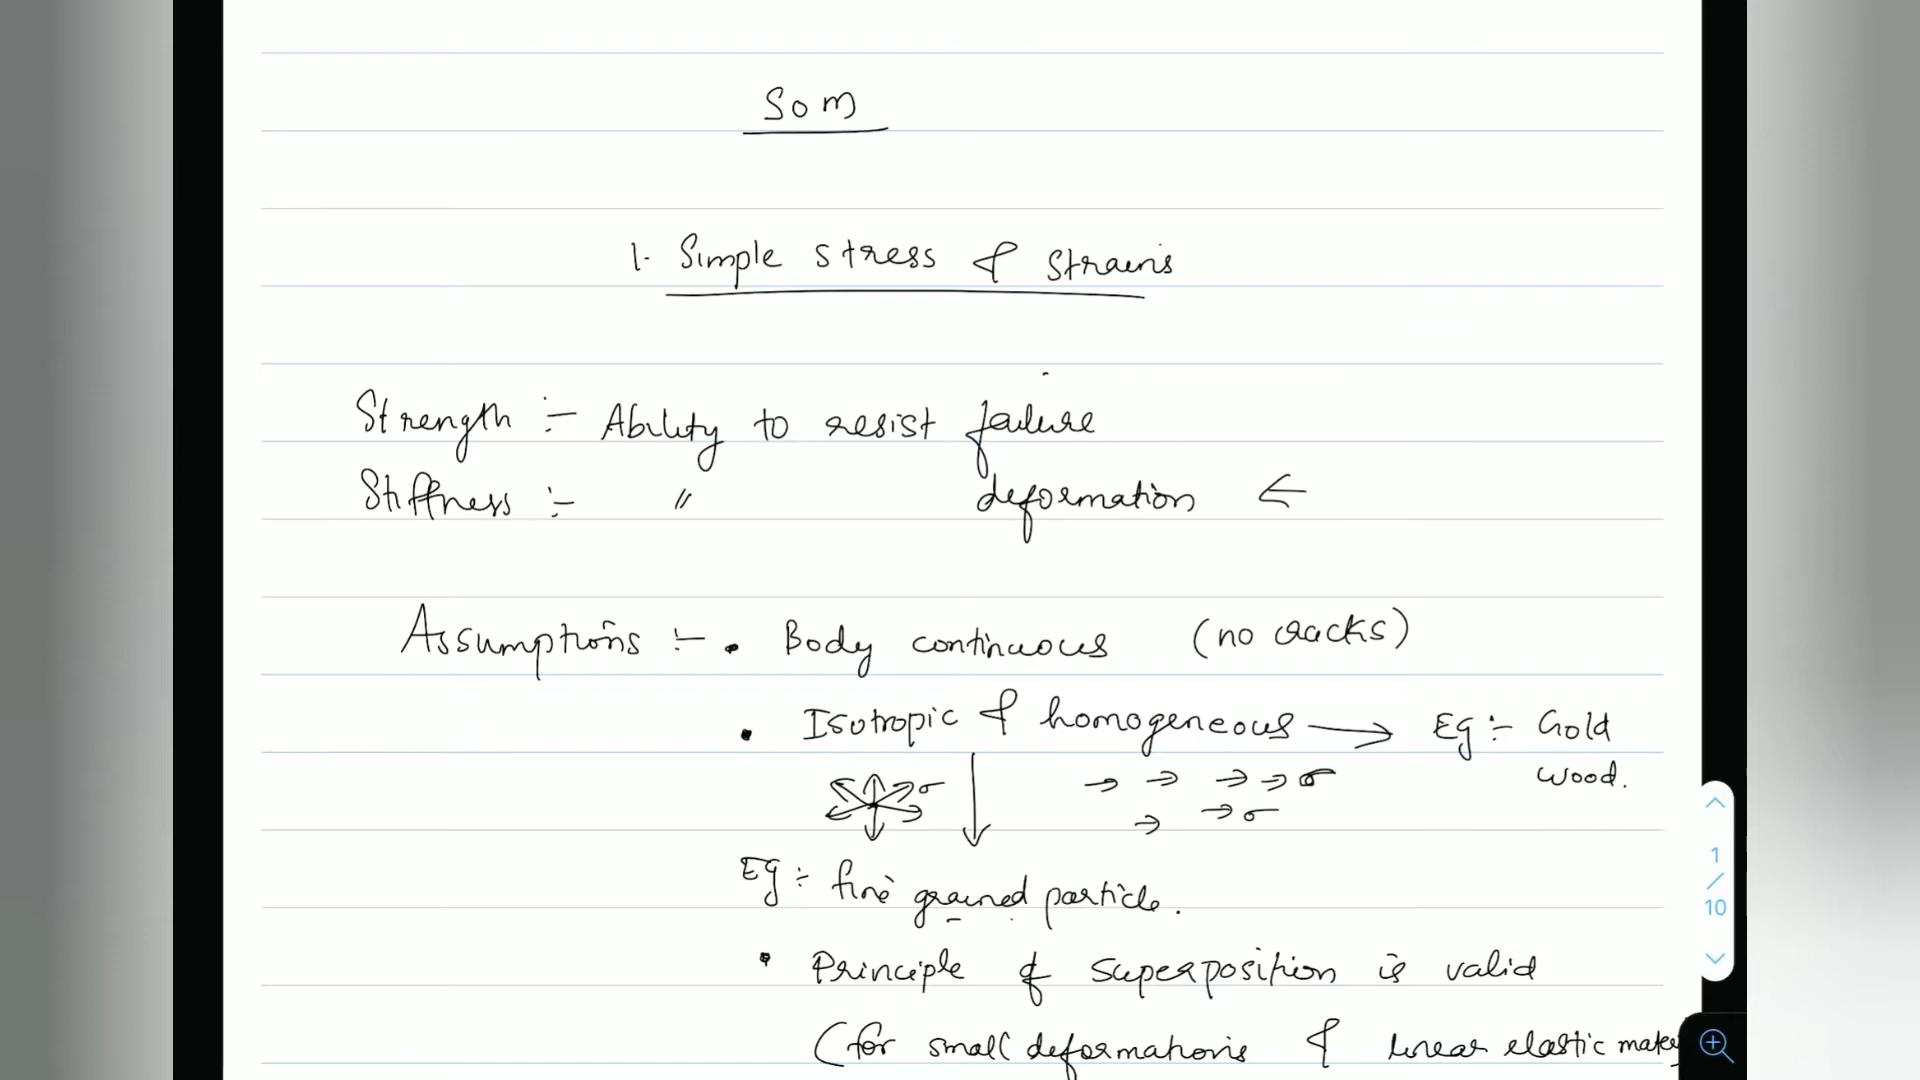 SOM
1. Simple stress & strains
Strength :- Ability to resist failure
Stiffness :- " deformation ←
Assumptions :- • Body continuous (no cracks)
• Isotropic & homogeneous → Eg :- Gold
wood.
σ → → → → σ
→ → σ
Eg :- fine grained particle.
• Principle of superposition is valid
(for small deformations & linear elastic mater
1
/
10